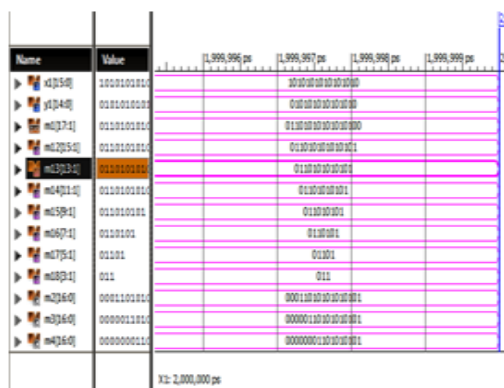 Name Value 1,999,996 ps 1,999,997 ps 1,999,998 ps 1,999,999 ps
x1[15:0] 1010101010 1010101010101010
y1[14:0] 0101010101 010101010101010
m1[17:1] 0110101010 01101010101010100
m12[15:1] 0110101010 011010101010101
m13[13:1] 0110101010 0110101010101
m14[11:1] 0110101010 01101010101
m15[9:1] 011010101 011010101
m16[7:1] 0110101 0110101
m17[5:1] 01101 01101
m18[3:1] 011 011
m2[16:0] 0001101010 00011010101010101
m3[16:0] 0000011010 00000110101010101
m4[16:0] 0000000110 00000001101010101
X1: 2,000,000 ps